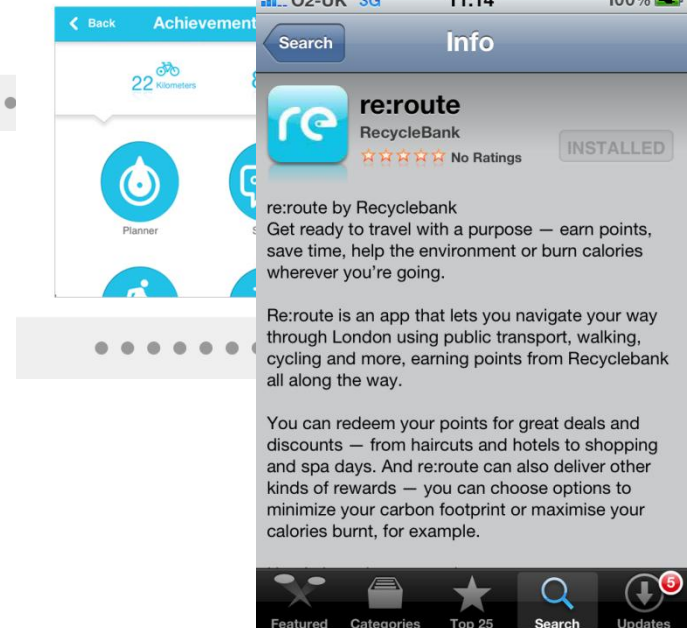 Back Achievement
22 Kilometers
Planner
O2-UK 3G 11:14 100%
Search Info
re
re:route
RecycleBank
No Ratings
INSTALLED
re:route by Recyclebank
Get ready to travel with a purpose — earn points,
save time, help the environment or burn calories
wherever you're going.
Re:route is an app that lets you navigate your way
through London using public transport, walking,
cycling and more, earning points from Recyclebank
all along the way.
You can redeem your points for great deals and
discounts — from haircuts and hotels to shopping
and spa days. And re:route can also deliver other
kinds of rewards — you can choose options to
minimize your carbon footprint or maximise your
calories burnt, for example.
5
Featured Categories Top 25 Search Updates